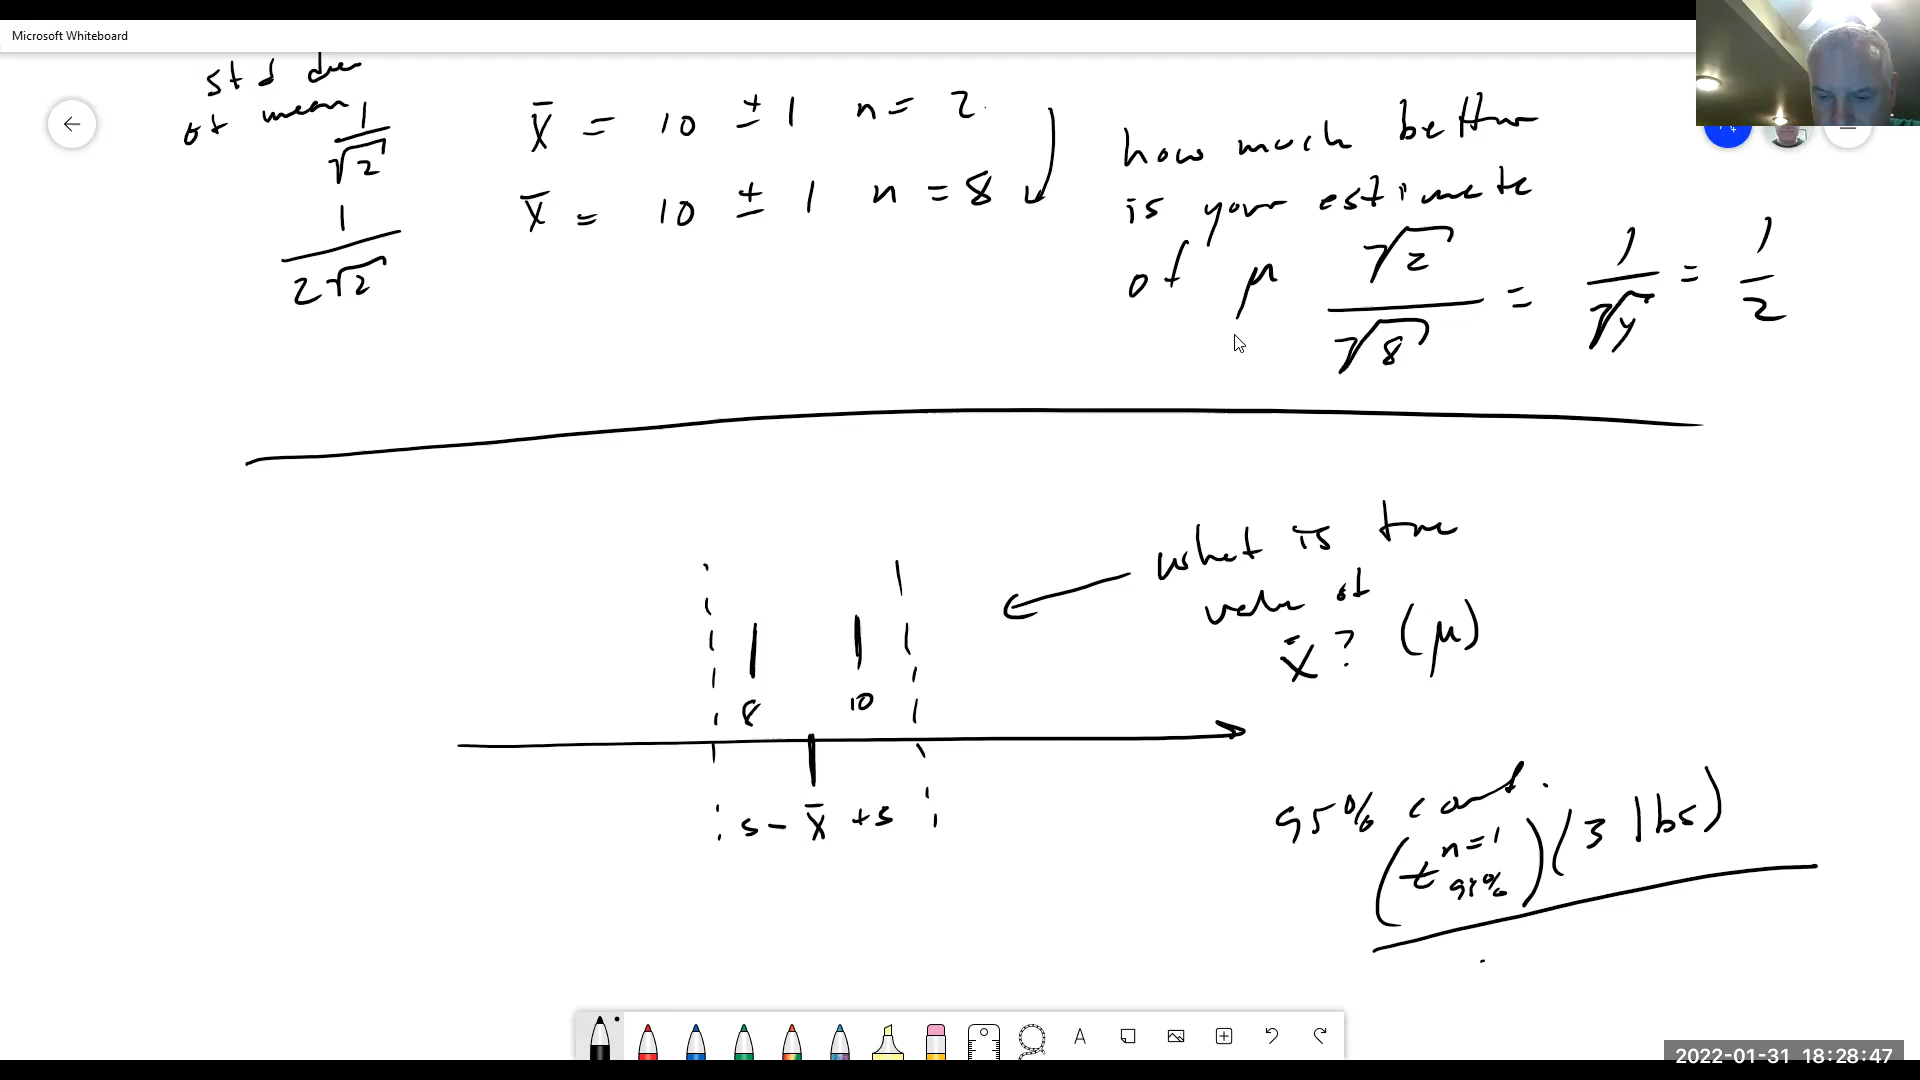 Microsoft Whiteboard
std dev
of mean
1
√2
1
2√2
X̄ = 10 ± 1 n = 2
X̄ = 10 ± 1 n = 8
how much better
is your estimate
of μ √2 / √8 = 1 / √4 = 1 / 2
what is true
value of
X̄? (μ)
8 10
s - X̄ + s
95% conf.
(t n=1 95%) (3 lbs)
2022-01-31 18:28:47